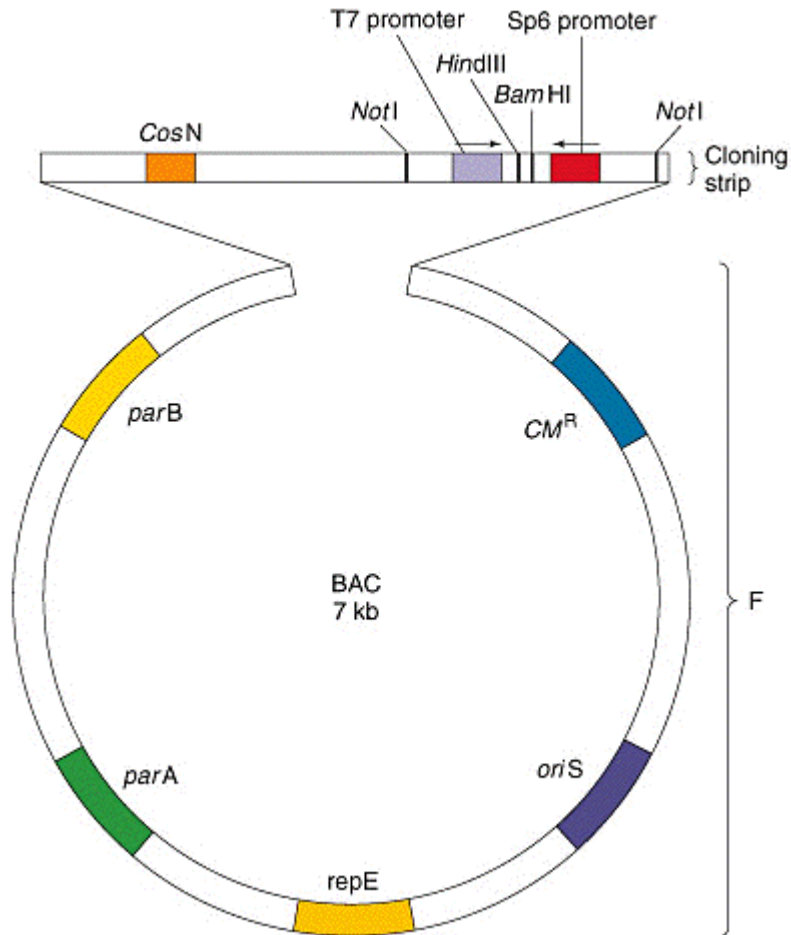 T7 promoter
Sp6 promoter
HindIII
BamHI
NotI
NotI
CosN
Cloning
strip
parB
CMR
BAC
7 kb
F
parA
oriS
repE